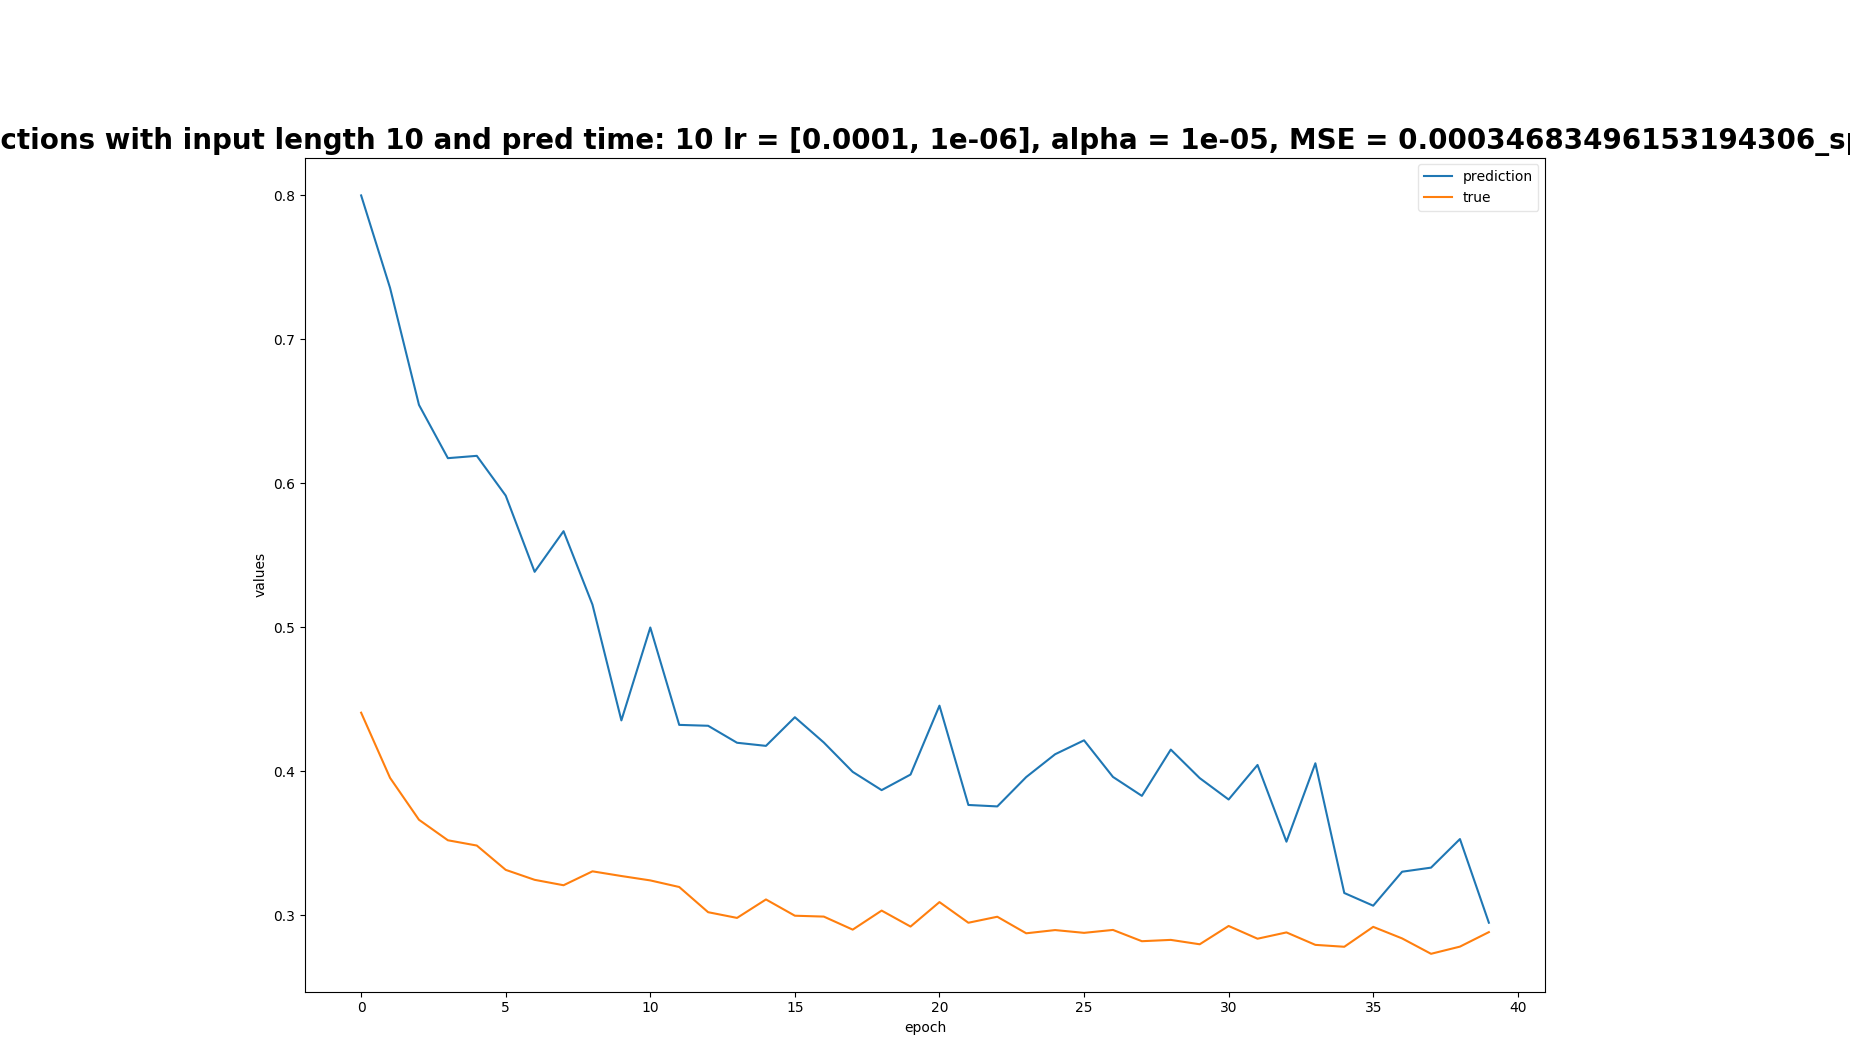 ctions with input length 10 and pred time: 10 lr = [0.0001, 1e-06], alpha = 1e-05, MSE = 0.00034683496153194306_sp
prediction
true
0.8
0.7
0.6
0.5
0.4
0.3
values
0 5 10 15 20 25 30 35 40
epoch